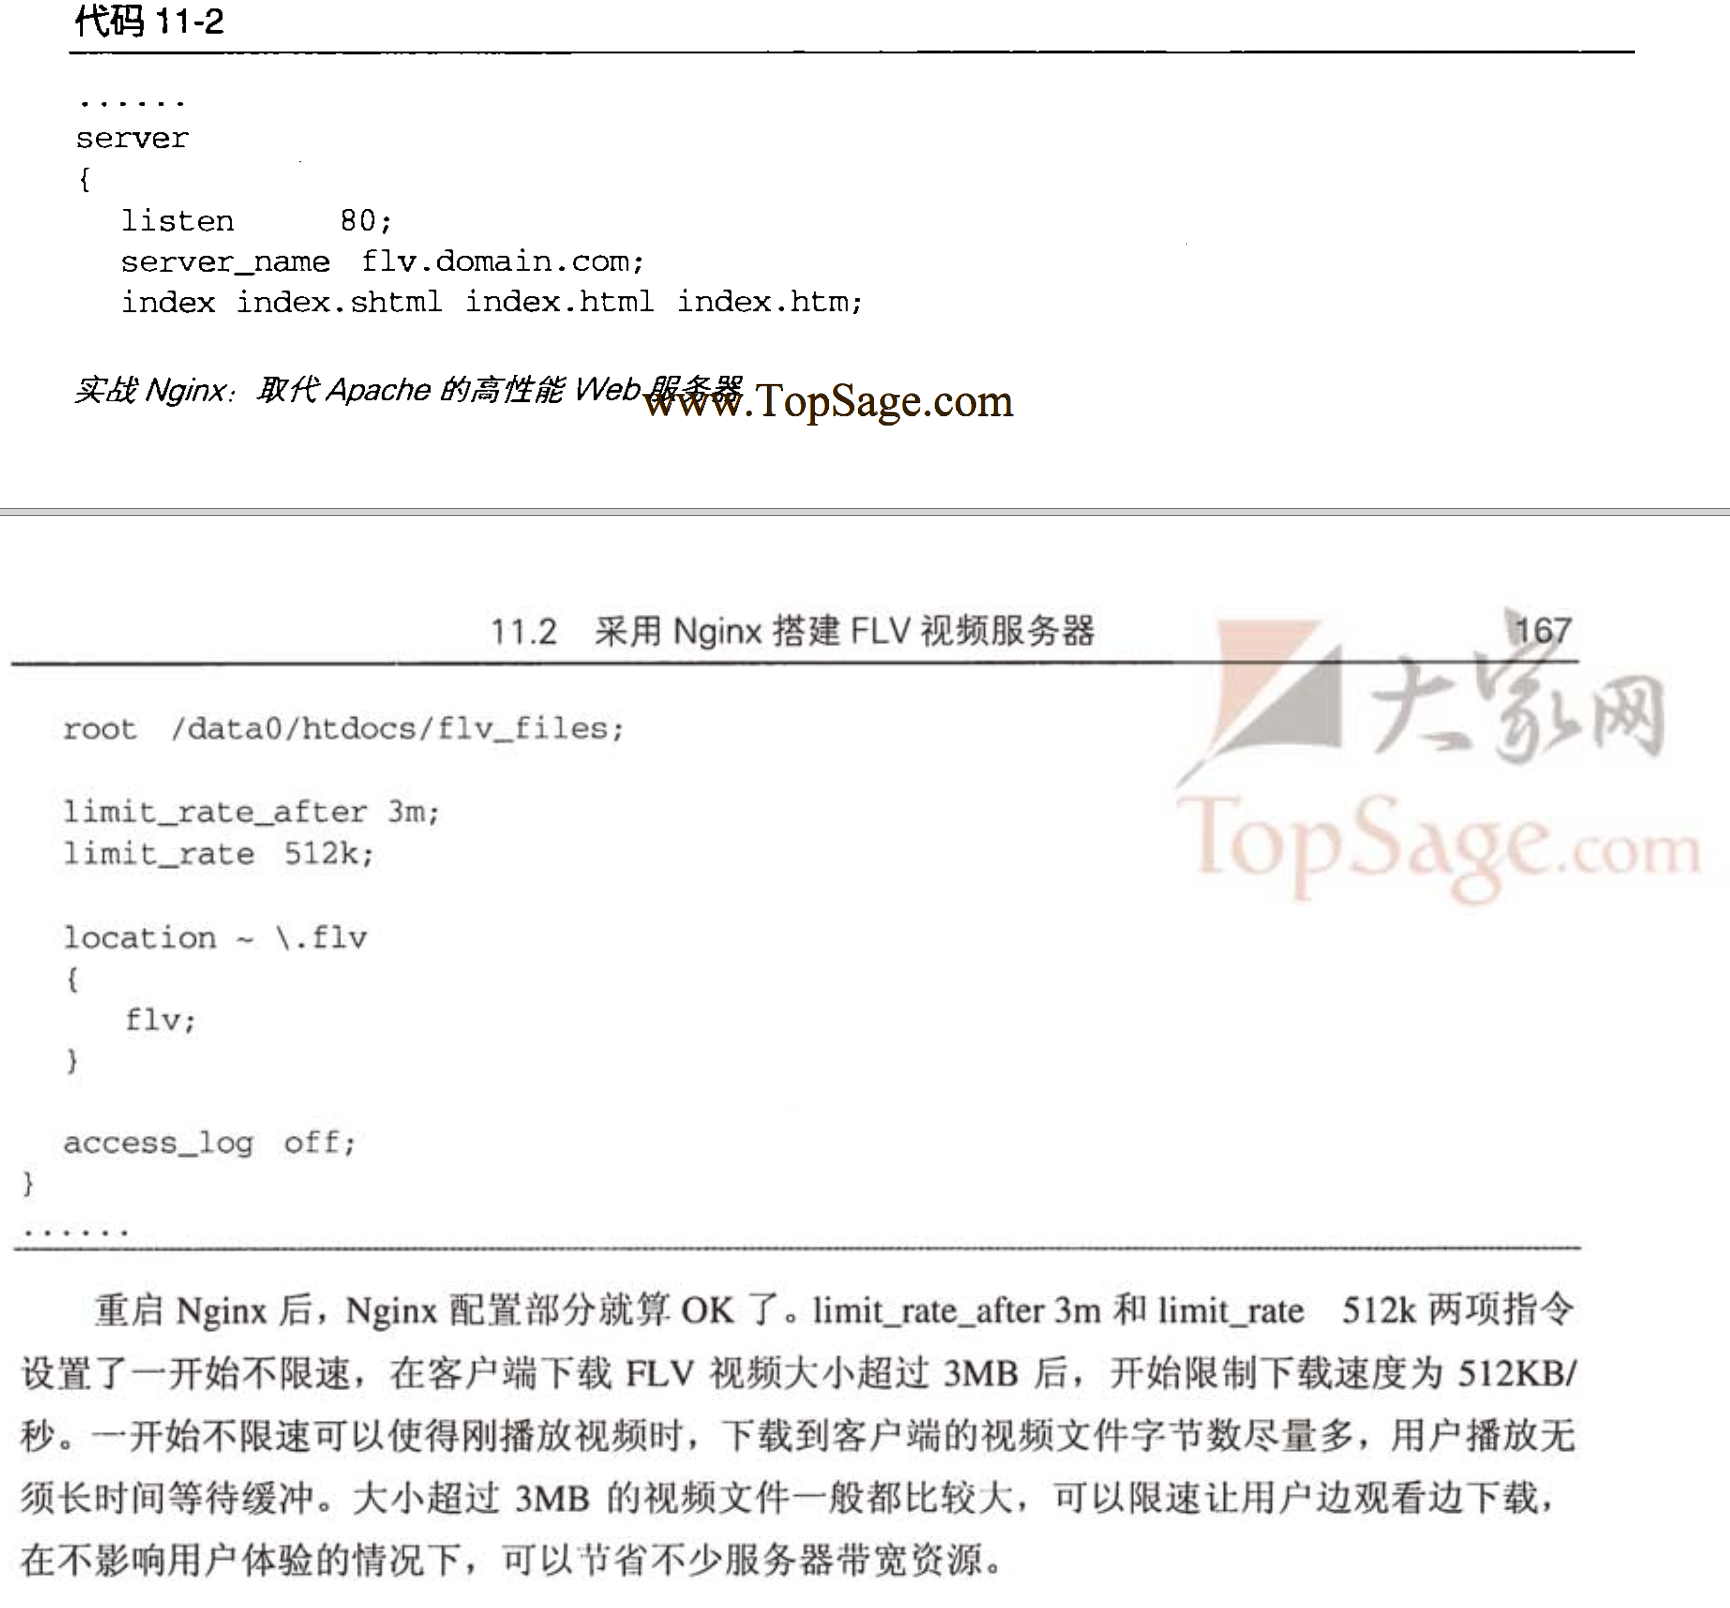 代码 11-2
......
server
{
listen 80;
server_name flv.domain.com;
index index.shtml index.html index.htm;
实战 Nginx：取代 Apache 的高性能 Web 服务器
www.TopSage.com
11.2 采用 Nginx 搭建 FLV 视频服务器 167
大家网
TopSage.com
root /data0/htdocs/flv_files;
limit_rate_after 3m;
limit_rate 512k;
location ~ \.flv
{
flv;
}
access_log off;
}
......
重启 Nginx 后，Nginx 配置部分就算 OK 了。limit_rate_after 3m 和 limit_rate 512k 两项指令
设置了一开始不限速，在客户端下载 FLV 视频大小超过 3MB 后，开始限制下载速度为 512KB/
秒。一开始不限速可以使得刚播放视频时，下载到客户端的视频文件字节数尽量多，用户播放无
须长时间等待缓冲。大小超过 3MB 的视频文件一般都比较大，可以限速让用户边观看边下载，
在不影响用户体验的情况下，可以节省不少服务器带宽资源。